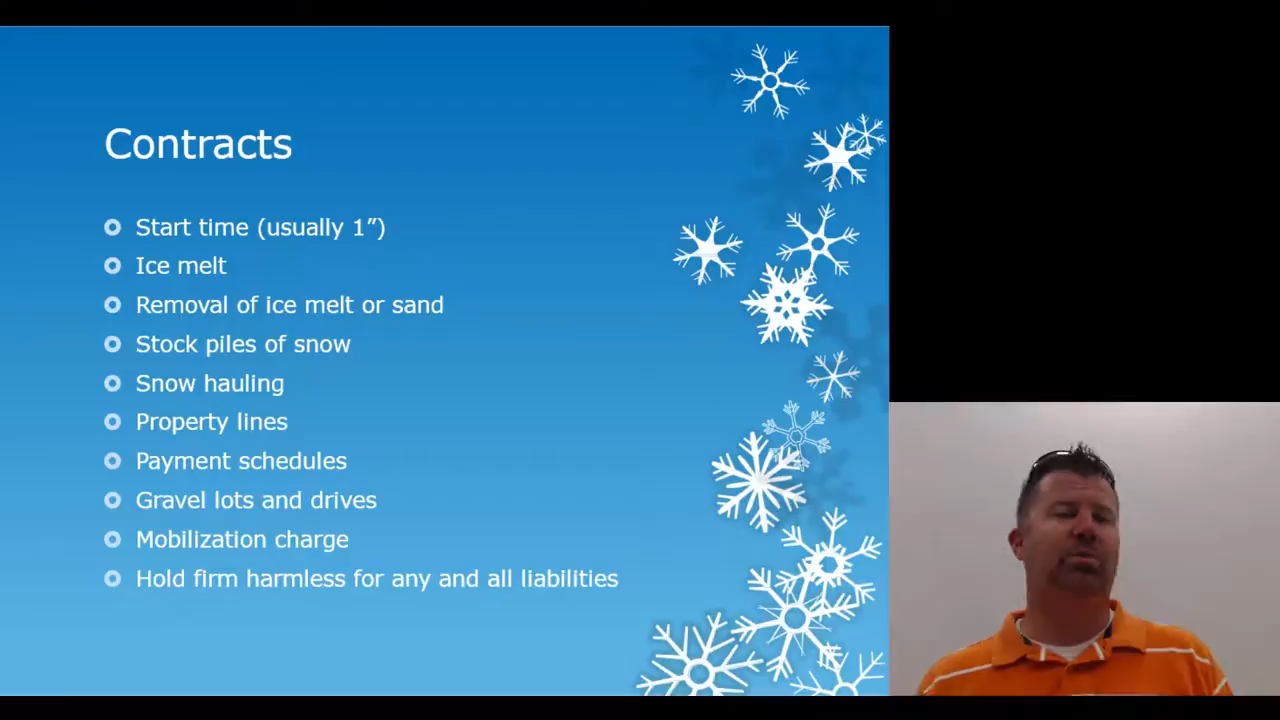 Contracts
Start time (usually 1”)
Ice melt
Removal of ice melt or sand
Stock piles of snow
Snow hauling
Property lines
Payment schedules
Gravel lots and drives
Mobilization charge
Hold firm harmless for any and all liabilities